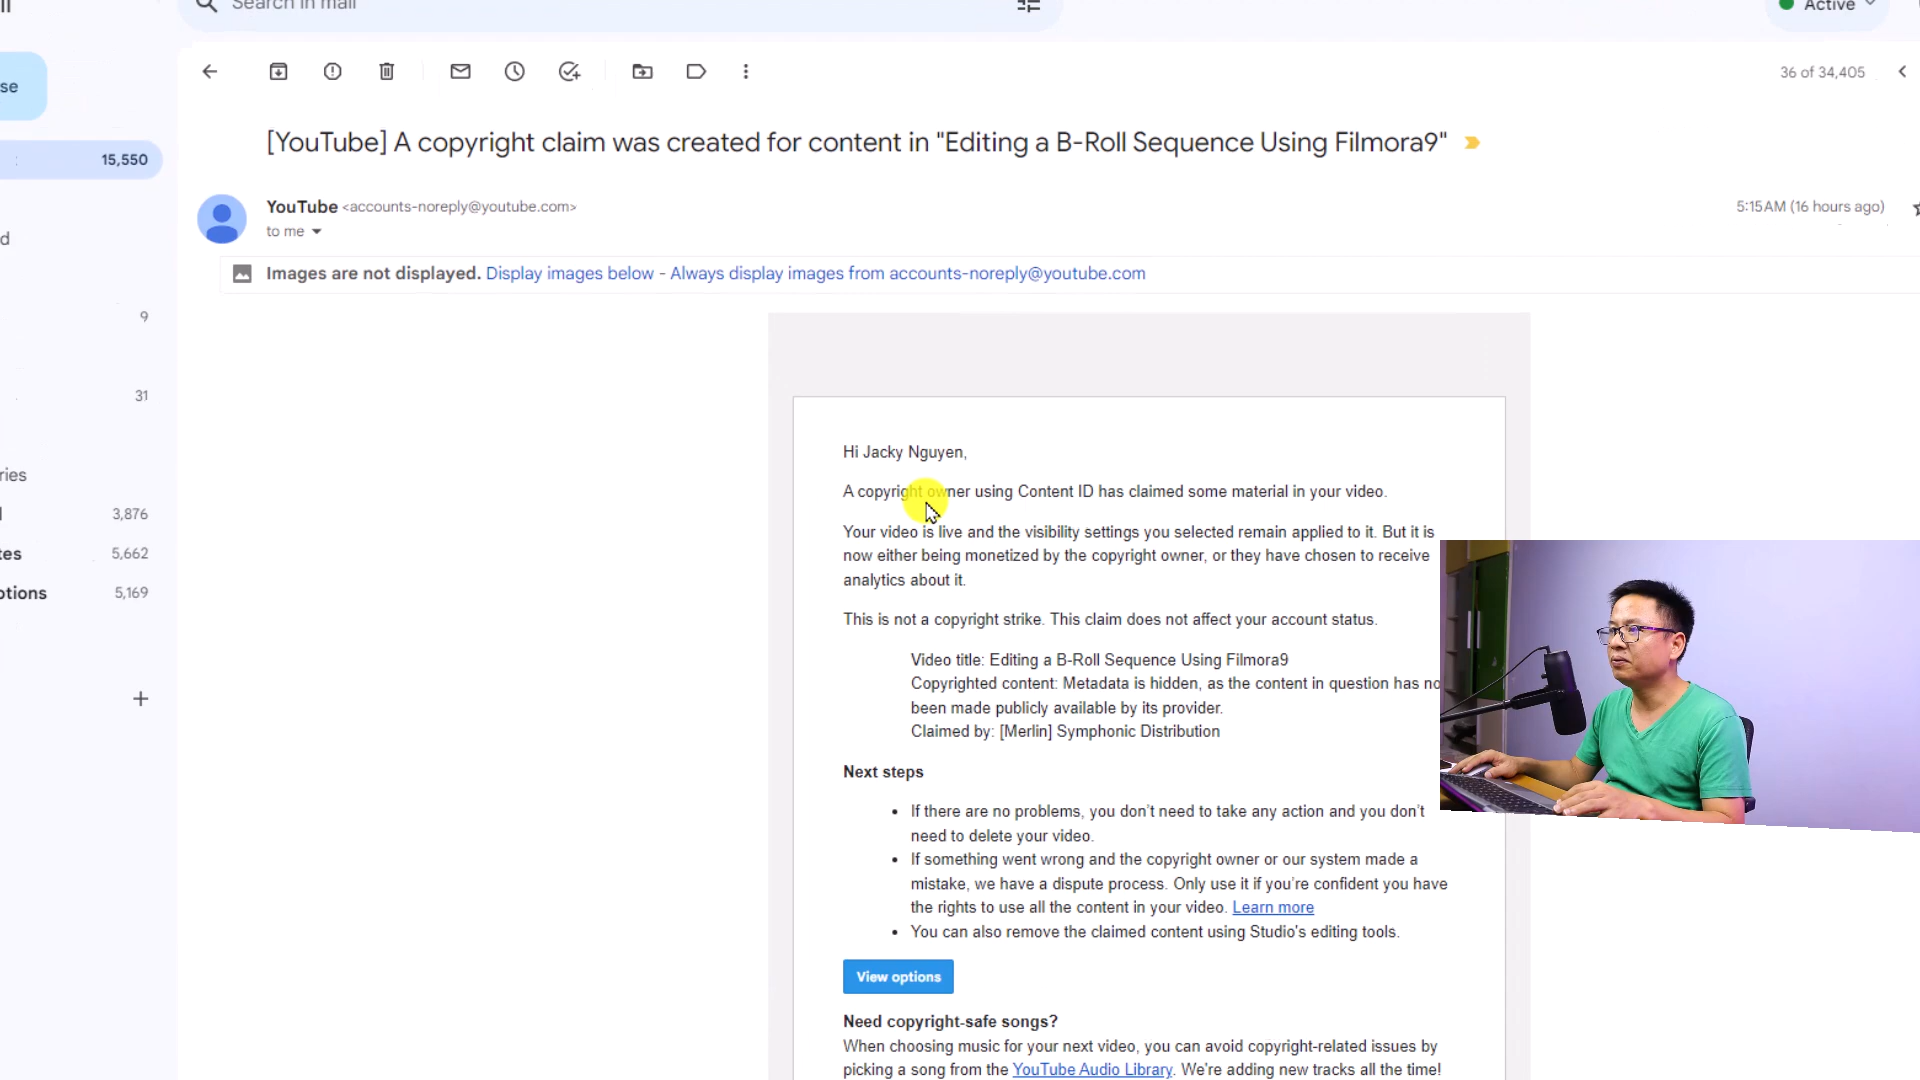 Search in mail
Active
se
36 of 34,405
[YouTube] A copyright claim was created for content in "Editing a B-Roll Sequence Using Filmora9"
15,550
YouTube <accounts-noreply@youtube.com>
5:15AM (16 hours ago)
to me
d
Images are not displayed. Display images below - Always display images from accounts-noreply@youtube.com
9
31
Hi Jacky Nguyen,
ries
A copyright owner using Content ID has claimed some material in your video.
3,876
Your video is live and the visibility settings you selected remain applied to it. But it is
tes
5,662
now either being monetized by the copyright owner, or they have chosen to receive
analytics about it.
otions
5,169
This is not a copyright strike. This claim does not affect your account status.
Video title: Editing a B-Roll Sequence Using Filmora9
Copyrighted content: Metadata is hidden, as the content in question has no
been made publicly available by its provider.
Claimed by: [Merlin] Symphonic Distribution
Next steps
• If there are no problems, you don't need to take any action and you don't
need to delete your video.
• If something went wrong and the copyright owner or our system made a
mistake, we have a dispute process. Only use it if you're confident you have
the rights to use all the content in your video. Learn more
• You can also remove the claimed content using Studio's editing tools.
View options
Need copyright-safe songs?
When choosing music for your next video, you can avoid copyright-related issues by
picking a song from the YouTube Audio Library. We're adding new tracks all the time!